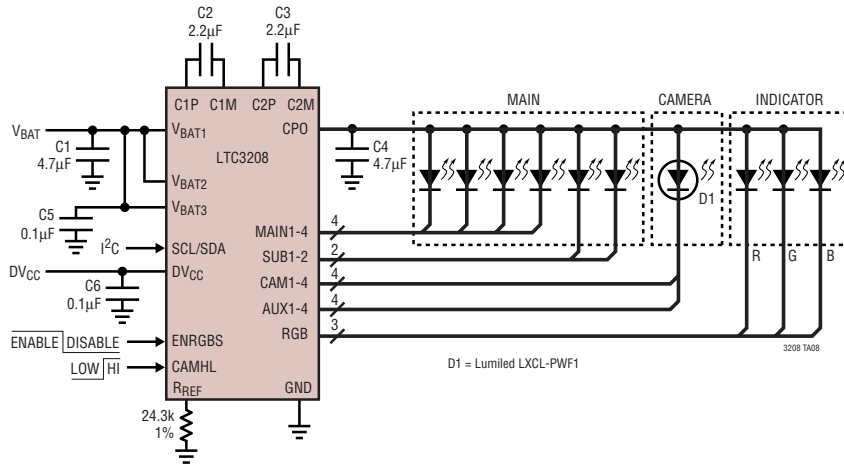 C2
2.2μF
C3
2.2μF
C1P C1M C2P C2M
MAIN
CAMERA
INDICATOR
VBAT
VBAT1
CPO
C1
4.7μF
LTC3208
C4
4.7μF
VBAT2
VBAT3
D1
C5
0.1μF
MAIN1-4
4
I2C
SCL/SDA
SUB1-2
2
R G B
DVCC
DVCC
CAM1-4
4
C6
0.1μF
AUX1-4
4
RGB
3
ENABLE DISABLE
ENRGBS
3208 TA08
LOW HI
CAMHL
D1 = Lumiled LXCL-PWF1
RREF
GND
24.3k
1%